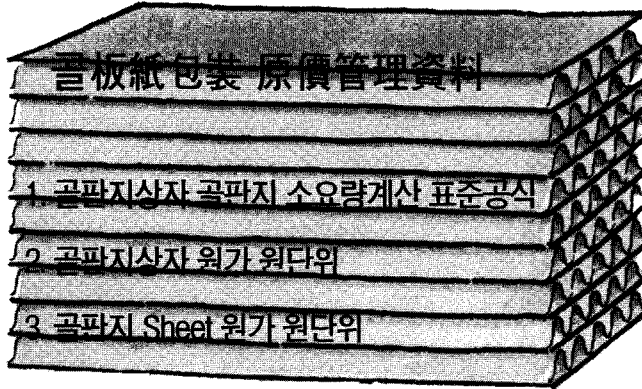 골板紙包裝 原價管理資料
1. 골판지상자 골판지 소요량계산 표준공식
2. 골판지상자 원가 원단위
3. 골판지 Sheet 원가 원단위